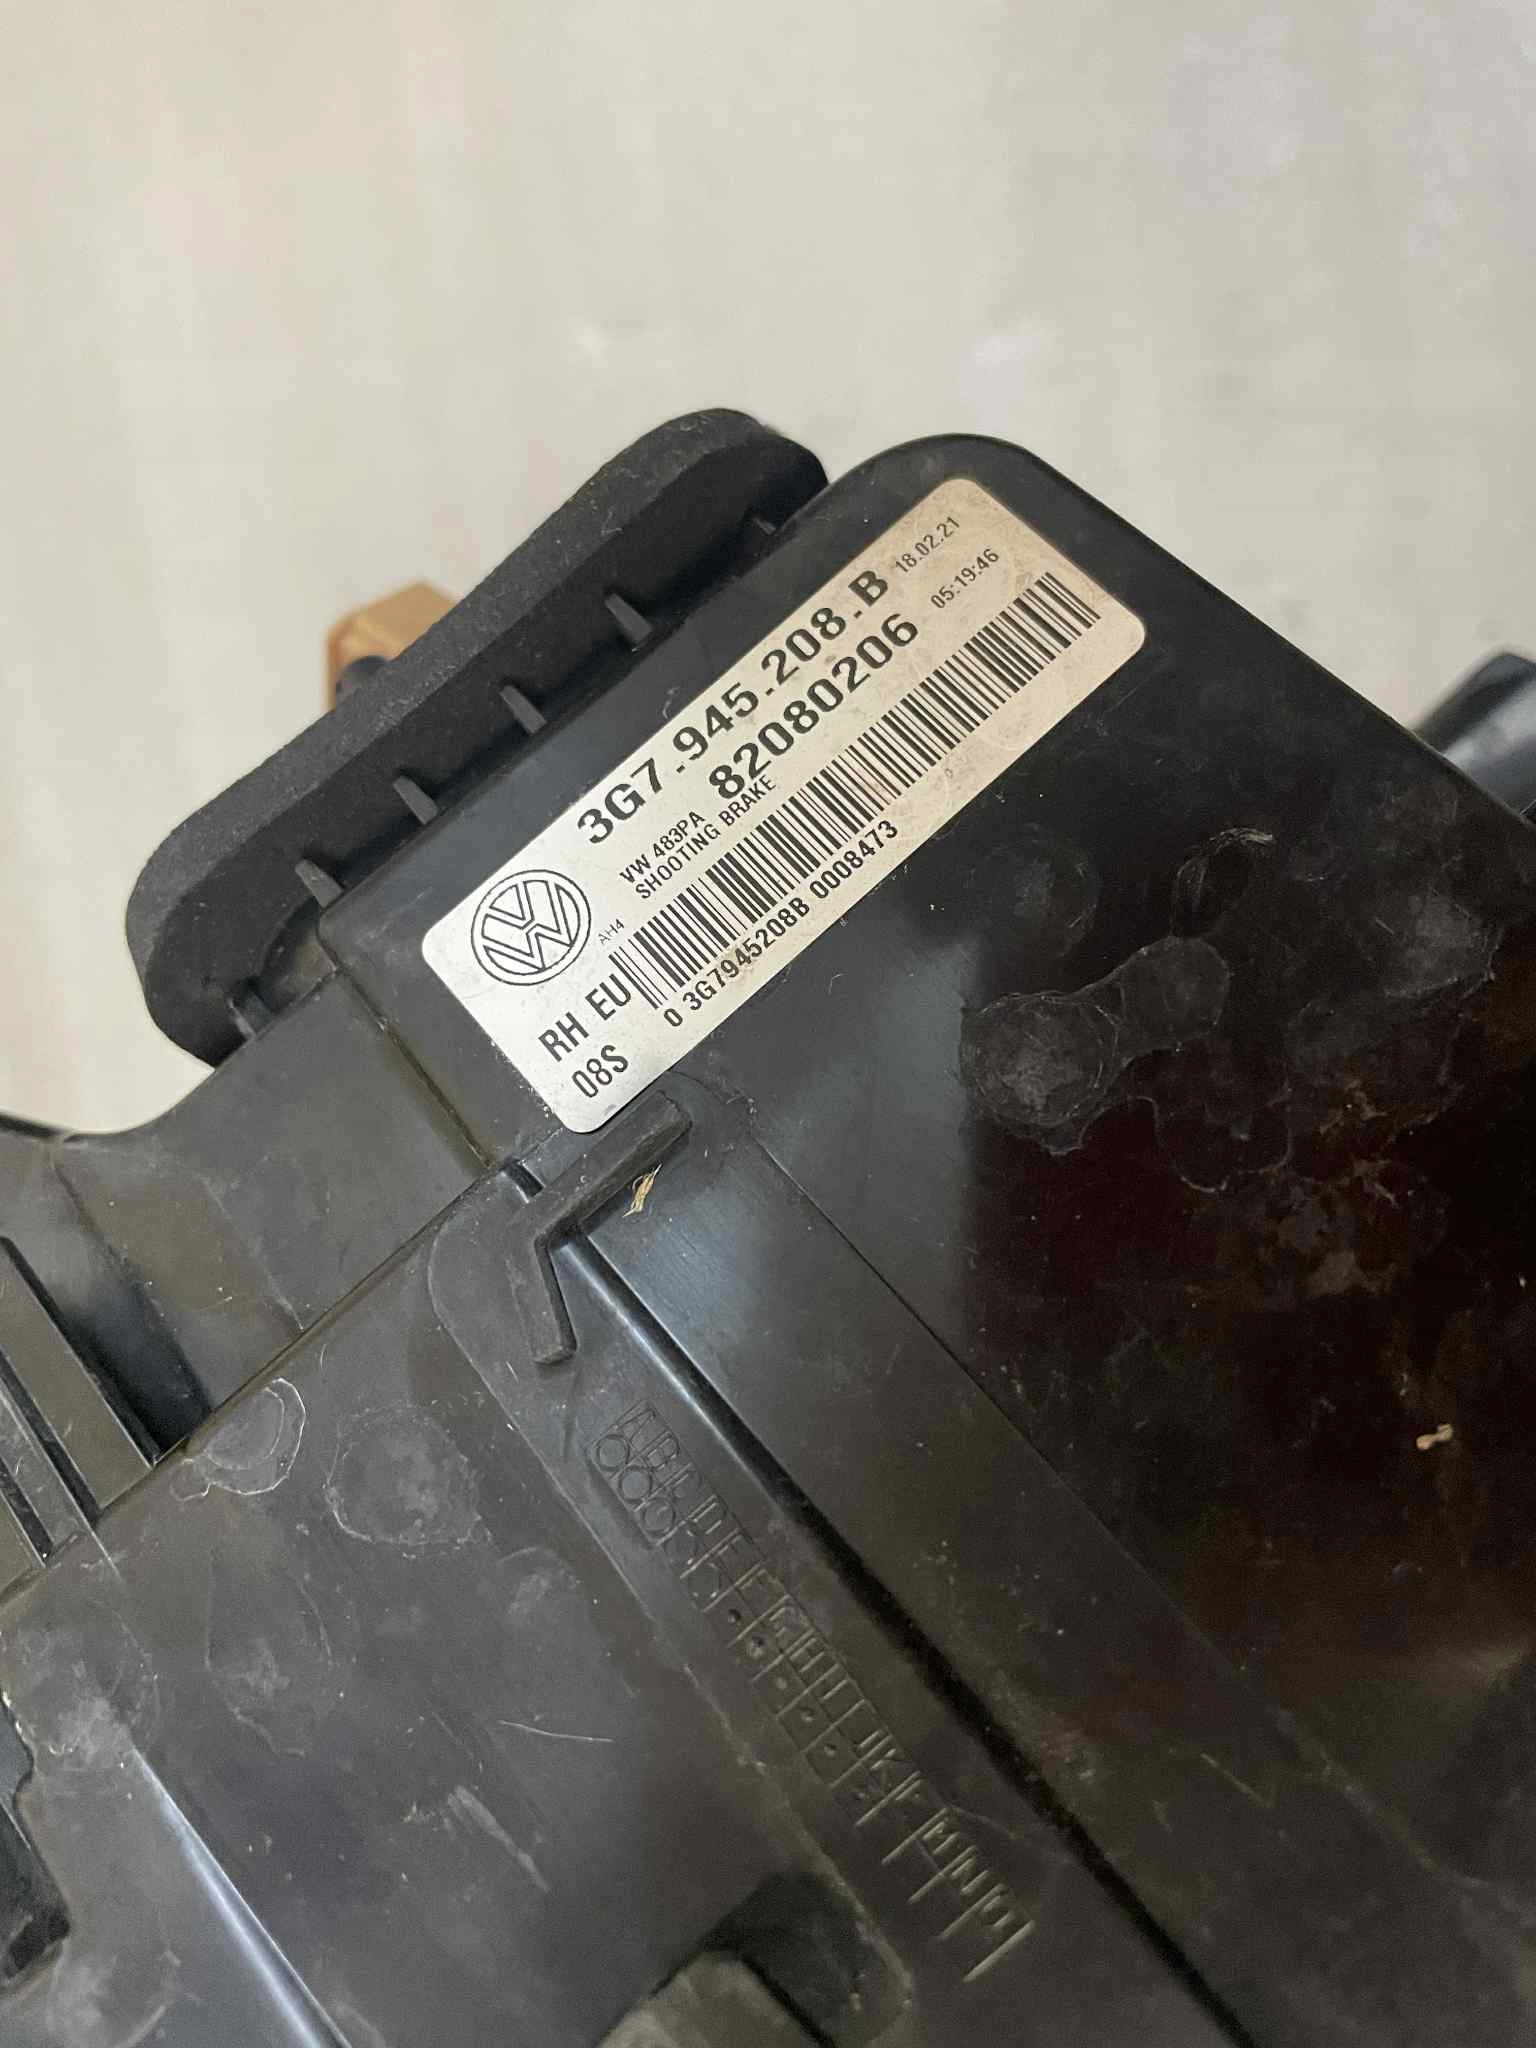 3G7.945.208.B 18.02.21
VW 483PA 82080206 05:19:46
SHOOTING BRAKE
AH4
RH EU
08S
0 3G7945208B 0008473